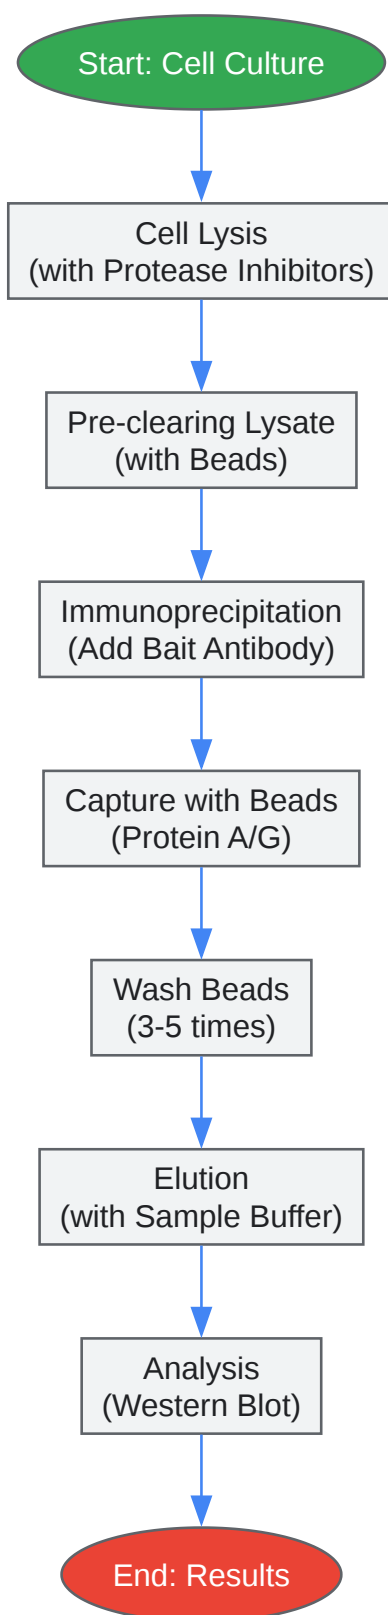 Start: Cell Culture
Cell Lysis
(with Protease Inhibitors)
Pre-clearing Lysate
(with Beads)
Immunoprecipitation
(Add Bait Antibody)
Capture with Beads
(Protein A/G)
Wash Beads
(3-5 times)
Elution
(with Sample Buffer)
Analysis
(Western Blot)
End: Results